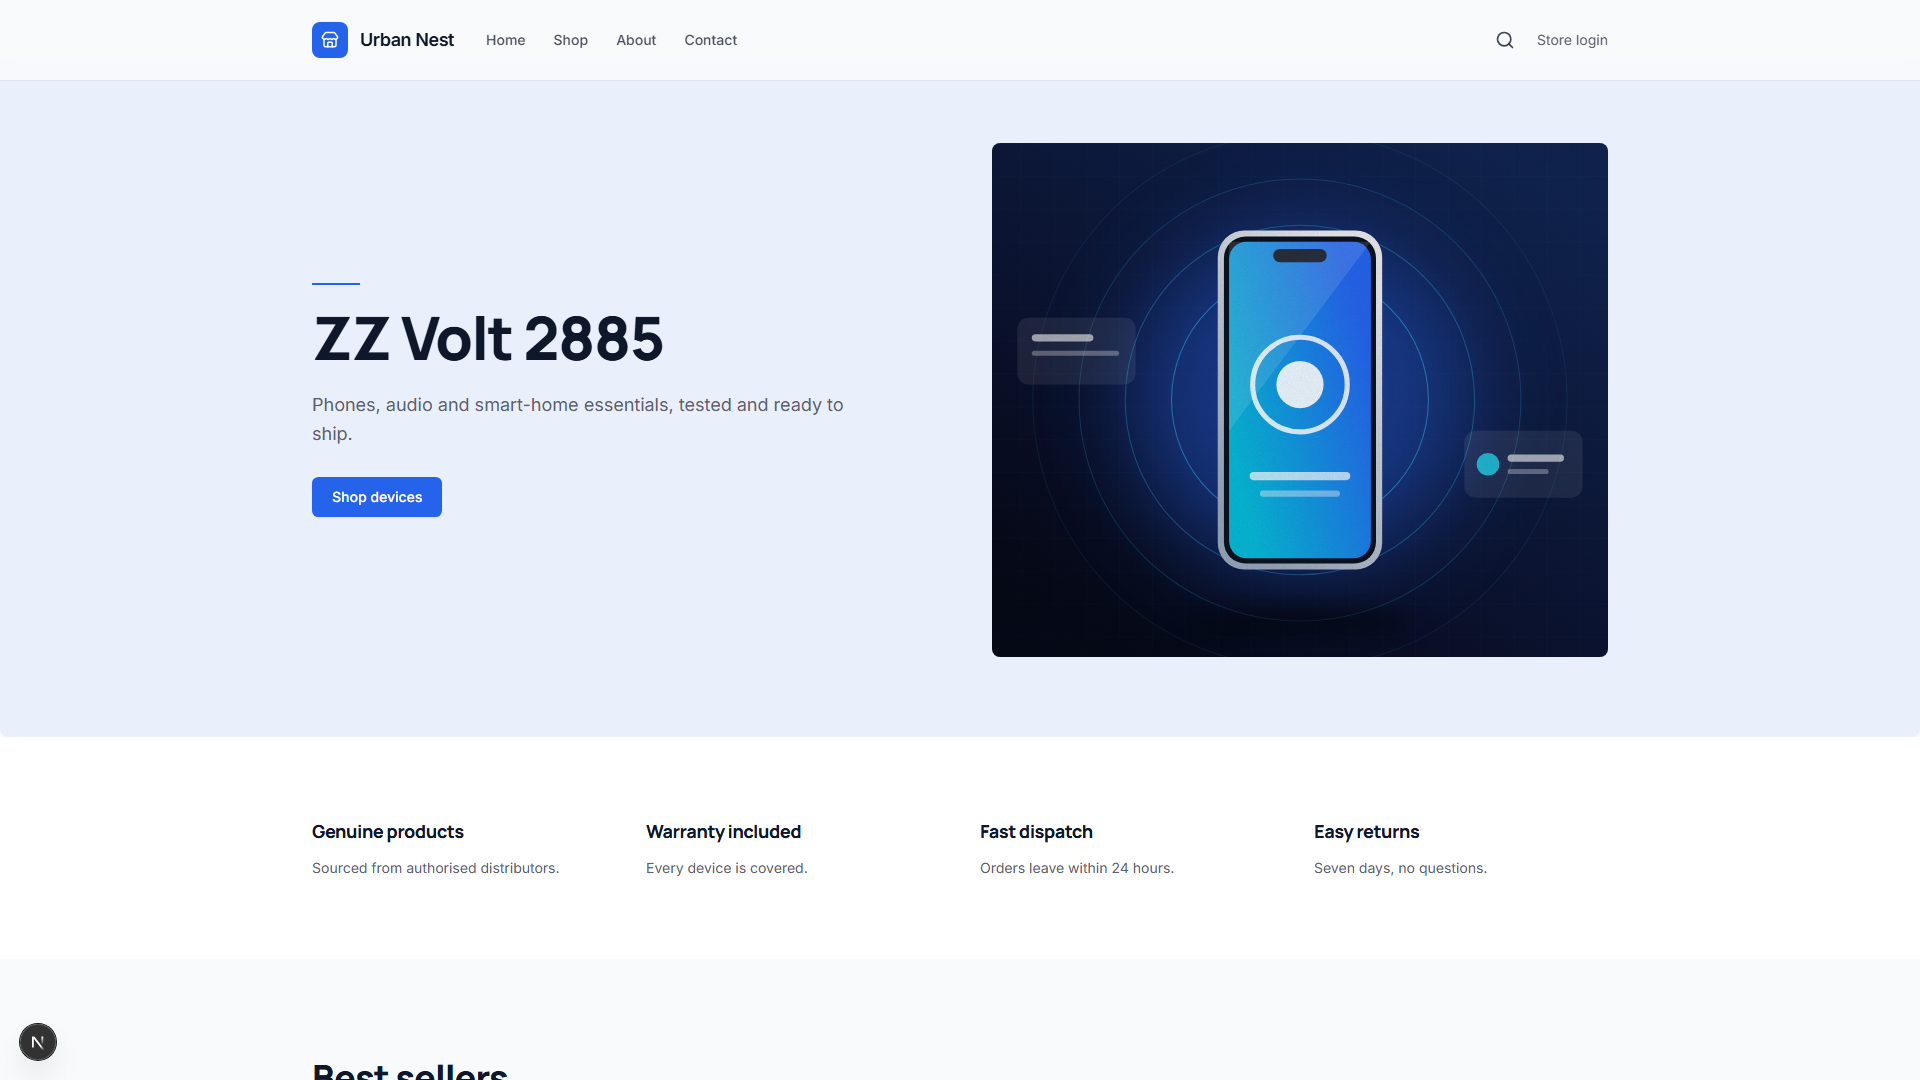 Urban Nest
Home
Shop
About
Contact
Store login
ZZ Volt 2885
Phones, audio and smart-home essentials, tested and ready to
ship.
Shop devices
Genuine products
Sourced from authorised distributors.
Warranty included
Every device is covered.
Fast dispatch
Orders leave within 24 hours.
Easy returns
Seven days, no questions.
N
Best sellers